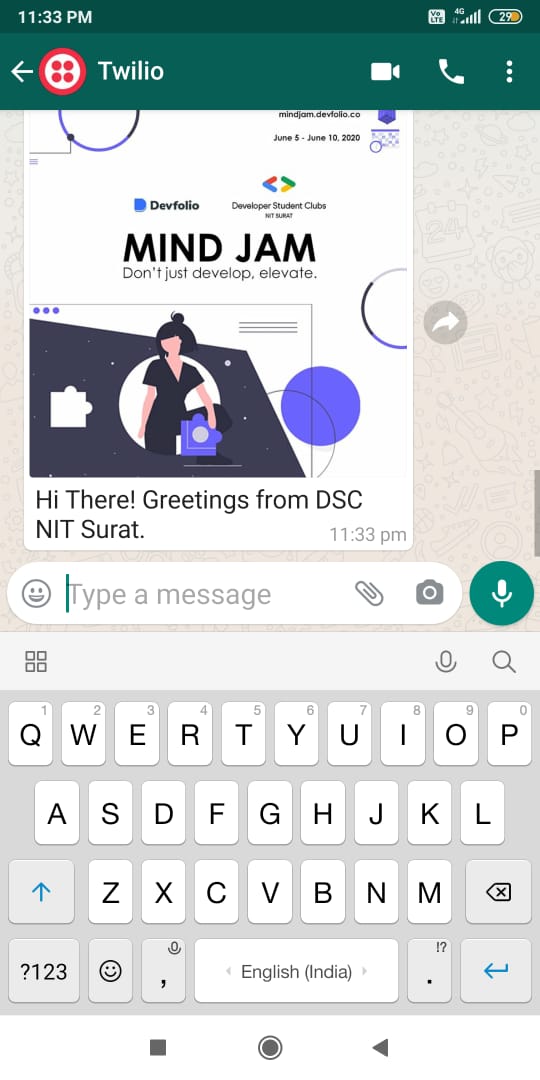 11:33 PM
Vo
LTE
4G
29
Twilio
mindjam.devfolio.co
June 5 - June 10, 2020
Devfolio
Developer Student Clubs
NIT SURAT
MIND JAM
Don't just develop, elevate.
Hi There! Greetings from DSC
NIT Surat.
11:33 pm
Type a message
1 2 3 4 5 6 7 8 9 0
Q W E R T Y U I O P
A S D F G H J K L
Z X C V B N M
!?
?123 , English (India) .